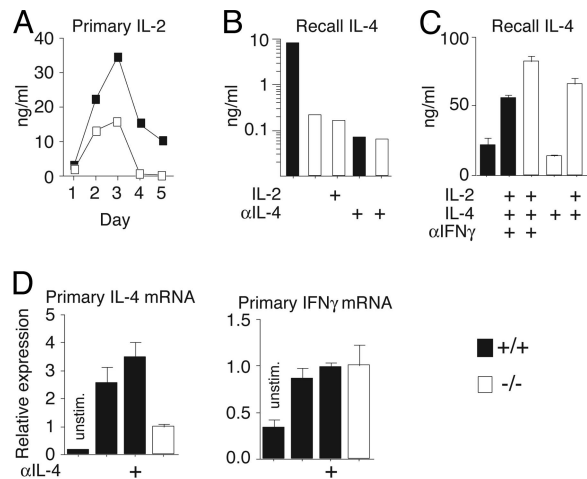 A
Primary IL-2
ng/ml
40
30
20
10
0
1 2 3 4 5
Day
B
Recall IL-4
ng/ml
10
1
0.1
IL-2 +
αIL-4 + +
C
Recall IL-4
ng/ml
100
50
0
IL-2 + + +
IL-4 + + + +
αIFNγ + +
D
Primary IL-4 mRNA
Relative expression
5
4
3
2
1
0
unstim.
αIL-4 +
Primary IFNγ mRNA
1.5
1.0
0.5
0.0
unstim.
+
+/+
-/-